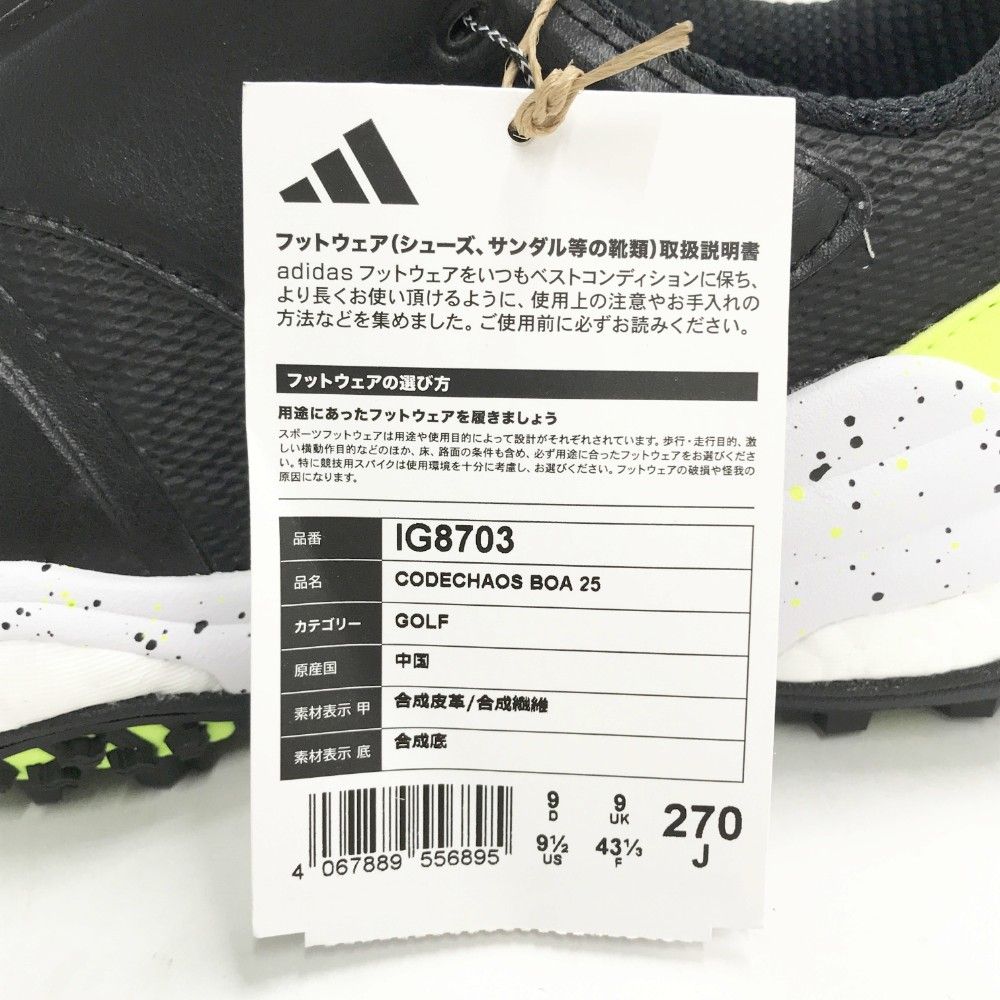 フットウェア(シューズ、サンダル等の靴類)取扱説明書
adidas フットウェアをいつもベストコンディションに保ち、
より長くお使い頂けるように、使用上の注意やお手入れの
方法などを集めました。ご使用前に必ずお読みください。
フットウェアの選び方
用途にあったフットウェアを履きましょう
スポーツフットウェアは用途や使用目的によって設計がそれぞれされています。歩行・走行目的、激
しい横動作目的などのほか、床、路面の条件も含め、必ず用途に合ったフットウェアをお選びくださ
い。特に競技用スパイクは使用環境を十分に考慮し、お選びください。フットウェアの破損や怪我の
原因になります。
品番 IG8703
品名 CODECHAOS BOA 25
カテゴリー GOLF
原産国 中国
素材表示 甲 合成皮革/合成繊維
素材表示 底 合成底
9 D 9 UK 270
9½ US 43⅓ F J
4 067889 556895